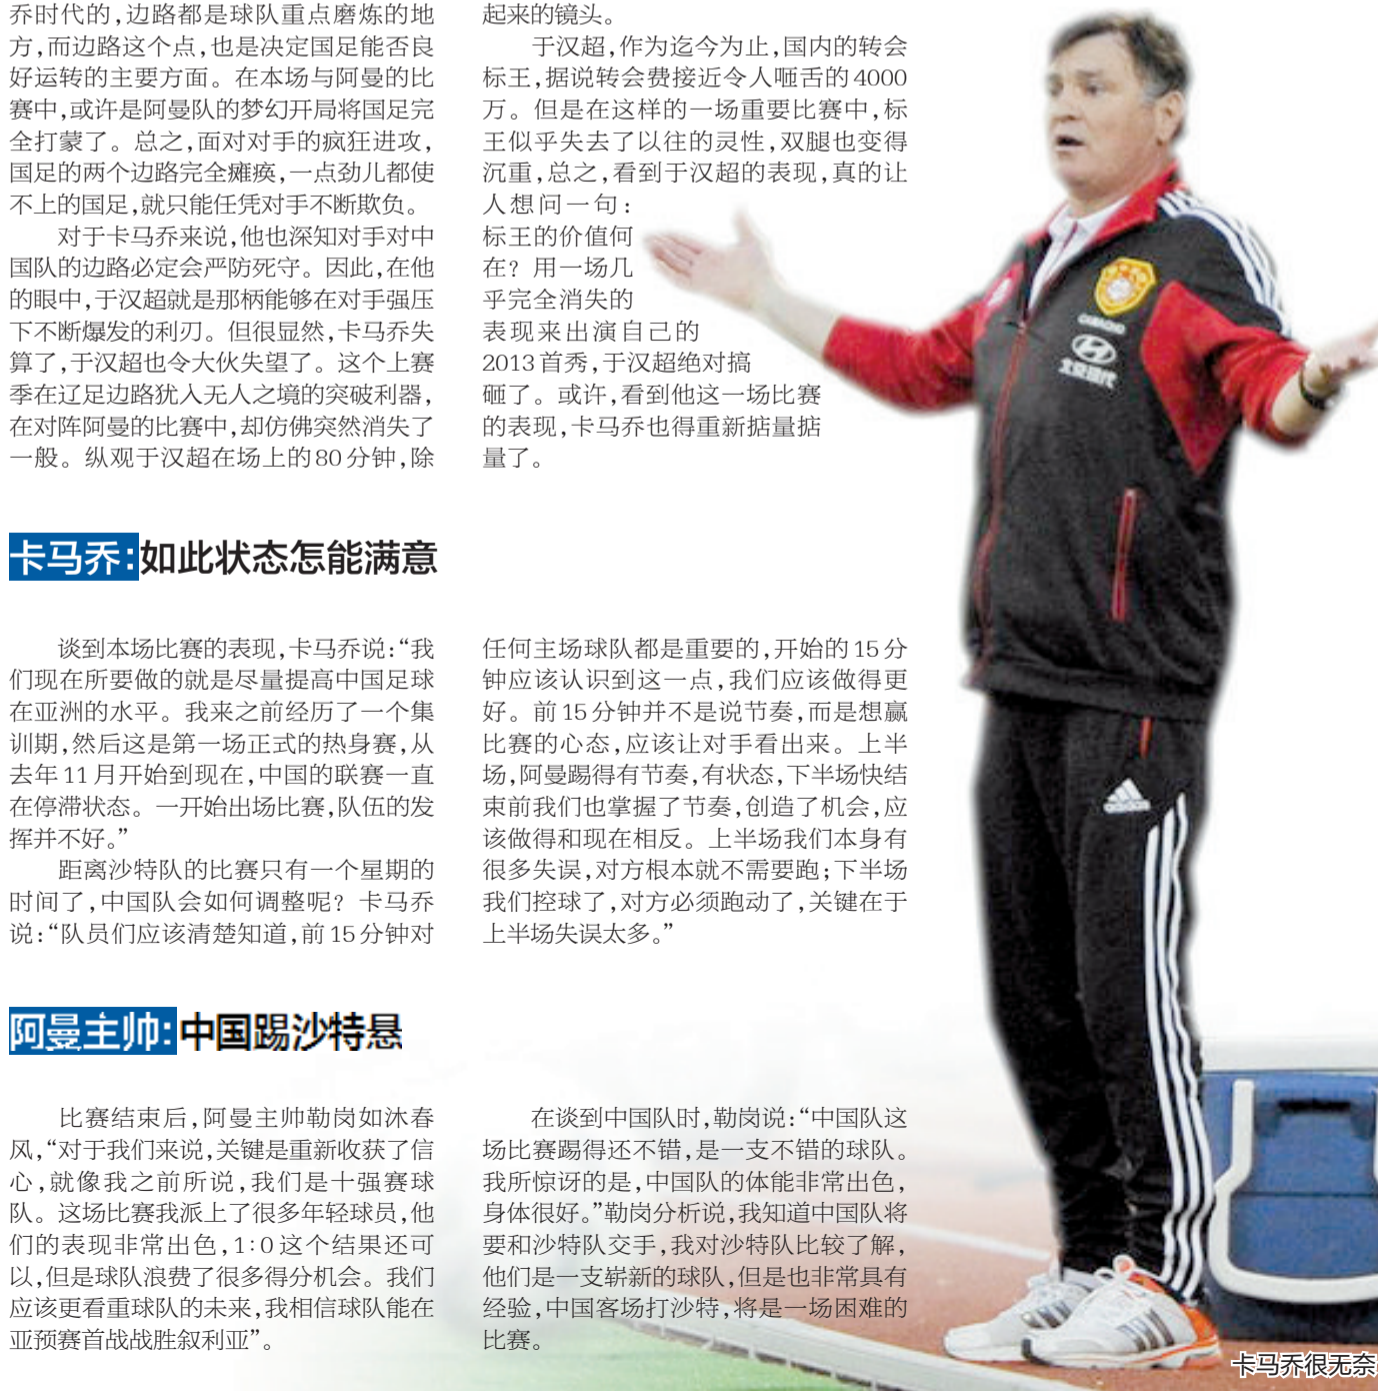 乔时代的,边路都是球队重点磨炼的地
方,而边路这个点,也是决定国足能否良
好运转的主要方面。在本场与阿曼的比
赛中,或许是阿曼队的梦幻开局将国足完
全打蒙了。总之,面对对手的疯狂进攻,
国足的两个边路完全瘫痪,一点劲儿都使
不上的国足,就只能任凭对手不断欺负。
对于卡马乔来说,他也深知对手对中
国队的边路必定会严防死守。因此,在他
的眼中,于汉超就是那柄能够在对手强压
下不断爆发的利刃。但很显然,卡马乔失
算了,于汉超也令大伙失望了。这个上赛
季在辽足边路犹入无人之境的突破利器,
在对阵阿曼的比赛中,却仿佛突然消失了
一般。纵观于汉超在场上的80分钟,除
起来的镜头。
于汉超,作为迄今为止,国内的转会
标王,据说转会费接近令人咂舌的4000
万。但是在这样的一场重要比赛中,标
王似乎失去了以往的灵性,双腿也变得
沉重,总之,看到于汉超的表现,真的让
人想问一句:
标王的价值何
在？用一场几
乎完全消失的
表现来出演自己的
2013首秀,于汉超绝对搞
砸了。或许,看到他这一场比赛
的表现,卡马乔也得重新掂量掂
量了。
卡马乔:如此状态怎能满意
谈到本场比赛的表现,卡马乔说:“我
们现在所要做的就是尽量提高中国足球
在亚洲的水平。我来之前经历了一个集
训期,然后这是第一场正式的热身赛,从
去年11月开始到现在,中国的联赛一直
在停滞状态。一开始出场比赛,队伍的发
挥并不好。”
距离沙特队的比赛只有一个星期的
时间了,中国队会如何调整呢？卡马乔
说:“队员们应该清楚知道,前15分钟对
任何主场球队都是重要的,开始的15分
钟应该认识到这一点,我们应该做得更
好。前15分钟并不是说节奏,而是想赢
比赛的心态,应该让对手看出来。上半
场,阿曼踢得有节奏,有状态,下半场快结
束前我们也掌握了节奏,创造了机会,应
该做得和现在相反。上半场我们本身有
很多失误,对方根本就不需要跑;下半场
我们控球了,对方必须跑动了,关键在于
上半场失误太多。”
阿曼主帅:中国踢沙特悬
比赛结束后,阿曼主帅勒岗如沐春
风,“对于我们来说,关键是重新收获了信
心,就像我之前所说,我们是十强赛球
队。这场比赛我派上了很多年轻球员,他
们的表现非常出色,1:0这个结果还可
以,但是球队浪费了很多得分机会。我们
应该更看重球队的未来,我相信球队能在
亚预赛首战战胜叙利亚”。
在谈到中国队时,勒岗说:“中国队这
场比赛踢得还不错,是一支不错的球队。
我所惊讶的是,中国队的体能非常出色,
身体很好。”勒岗分析说,我知道中国队将
要和沙特队交手,我对沙特队比较了解,
他们是一支崭新的球队,但是也非常具有
经验,中国客场打沙特,将是一场困难的
比赛。
CAMACHO
北京现代
adidas
卡马乔很无奈